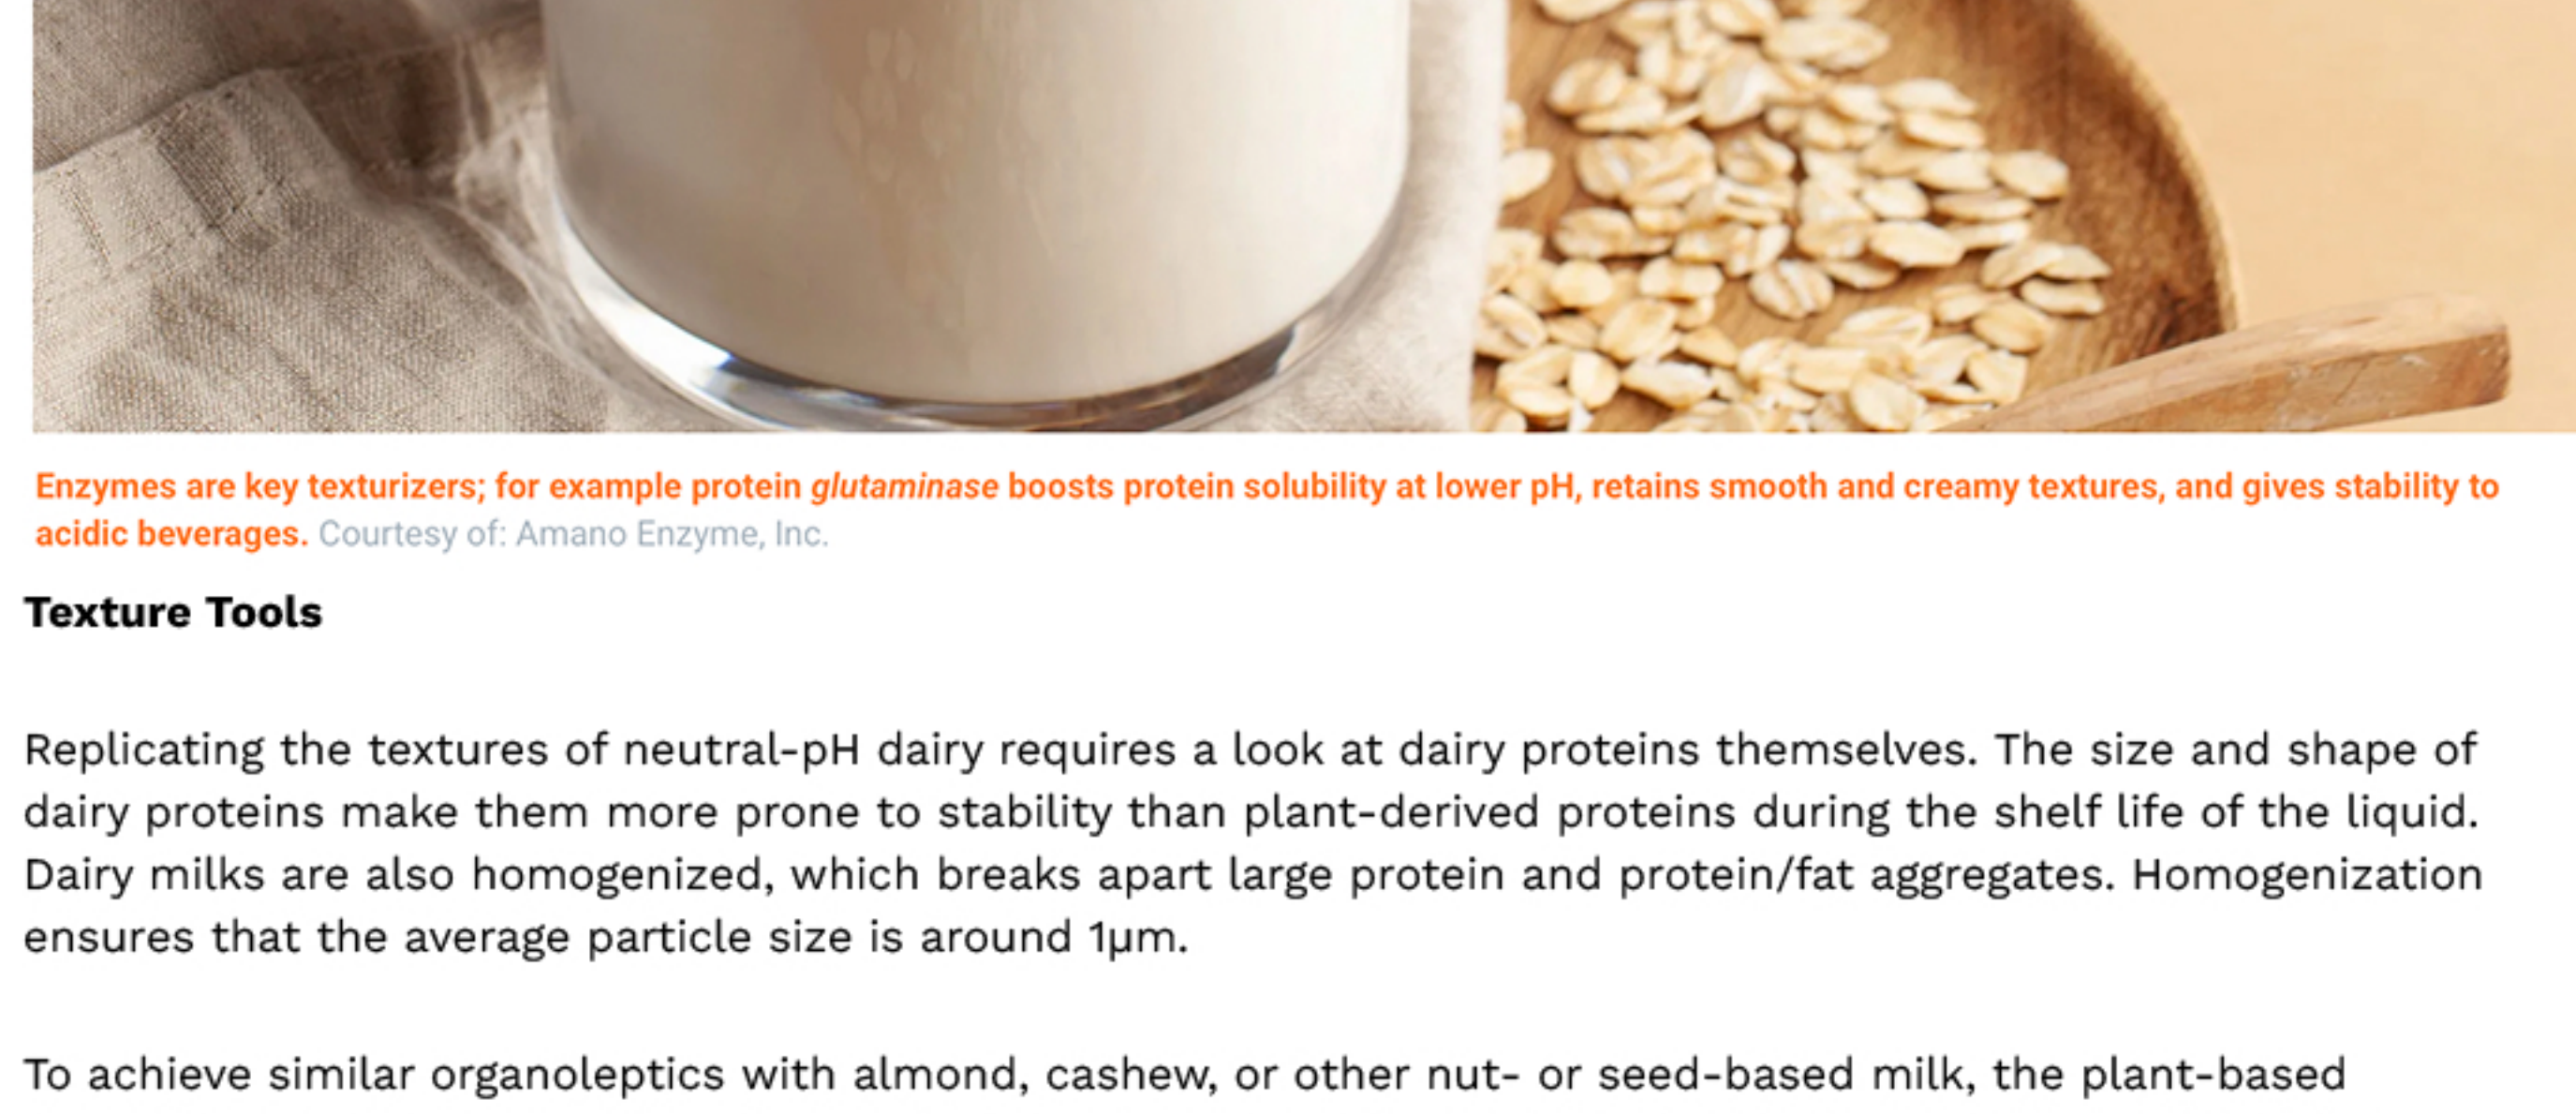 Enzymes are key texturizers; for example protein glutaminase boosts protein solubility at lower pH, retains smooth and creamy textures, and gives stability to
acidic beverages. Courtesy of: Amano Enzyme, Inc.
Texture Tools
Replicating the textures of neutral-pH dairy requires a look at dairy proteins themselves. The size and shape of
dairy proteins make them more prone to stability than plant-derived proteins during the shelf life of the liquid.
Dairy milks are also homogenized, which breaks apart large protein and protein/fat aggregates. Homogenization
ensures that the average particle size is around 1µm.
To achieve similar organoleptics with almond, cashew, or other nut- or seed-based milk, the plant-based